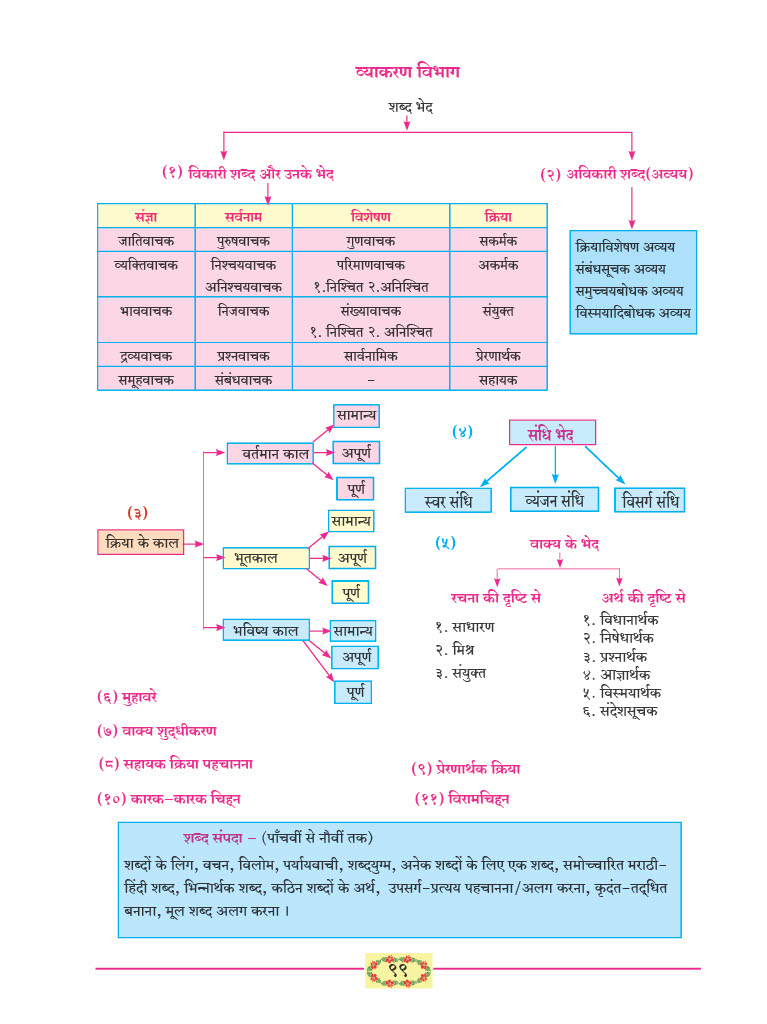 व्याकरण विभाग
शब्द भेद
(१) विकारी शब्द और उनके भेद
(२) अविकारी शब्द(अव्यय)
संज्ञा सर्वनाम विशेषण क्रिया
जातिवाचक पुरुषवाचक गुणवाचक सकर्मक
व्यक्तिवाचक निश्चयवाचक परिमाणवाचक अकर्मक
अनिश्चयवाचक १.निश्चित २.अनिश्चित
भाववाचक निजवाचक संख्यावाचक संयुक्त
१. निश्चित २. अनिश्चित
द्रव्यवाचक प्रश्नवाचक सार्वनामिक प्रेरणार्थक
समूहवाचक संबंधवाचक – सहायक
क्रियाविशेषण अव्यय
संबंधसूचक अव्यय
समुच्चयबोधक अव्यय
विस्मयादिबोधक अव्यय
(३)
क्रिया के काल
वर्तमान काल
सामान्य
अपूर्ण
पूर्ण
भूतकाल
सामान्य
अपूर्ण
पूर्ण
भविष्य काल
सामान्य
अपूर्ण
पूर्ण
(४)
संधि भेद
स्वर संधि
व्यंजन संधि
विसर्ग संधि
(५)
वाक्य के भेद
रचना की दृष्टि से
१. साधारण
२. मिश्र
३. संयुक्त
अर्थ की दृष्टि से
१. विधानार्थक
२. निषेधार्थक
३. प्रश्नार्थक
४. आज्ञार्थक
५. विस्मयार्थक
६. संदेशसूचक
(६) मुहावरे
(७) वाक्य शुद्धीकरण
(८) सहायक क्रिया पहचानना
(९) प्रेरणार्थक क्रिया
(१०) कारक-कारक चिह्न
(११) विरामचिह्न
शब्द संपदा – (पाँचवीं से नौवीं तक)
शब्दों के लिंग, वचन, विलोम, पर्यायवाची, शब्दयुग्म, अनेक शब्दों के लिए एक शब्द, समोच्चारित मराठी-
हिंदी शब्द, भिन्नार्थक शब्द, कठिन शब्दों के अर्थ, उपसर्ग-प्रत्यय पहचानना/अलग करना, कृदंत-तद्धित
बनाना, मूल शब्द अलग करना ।
९९